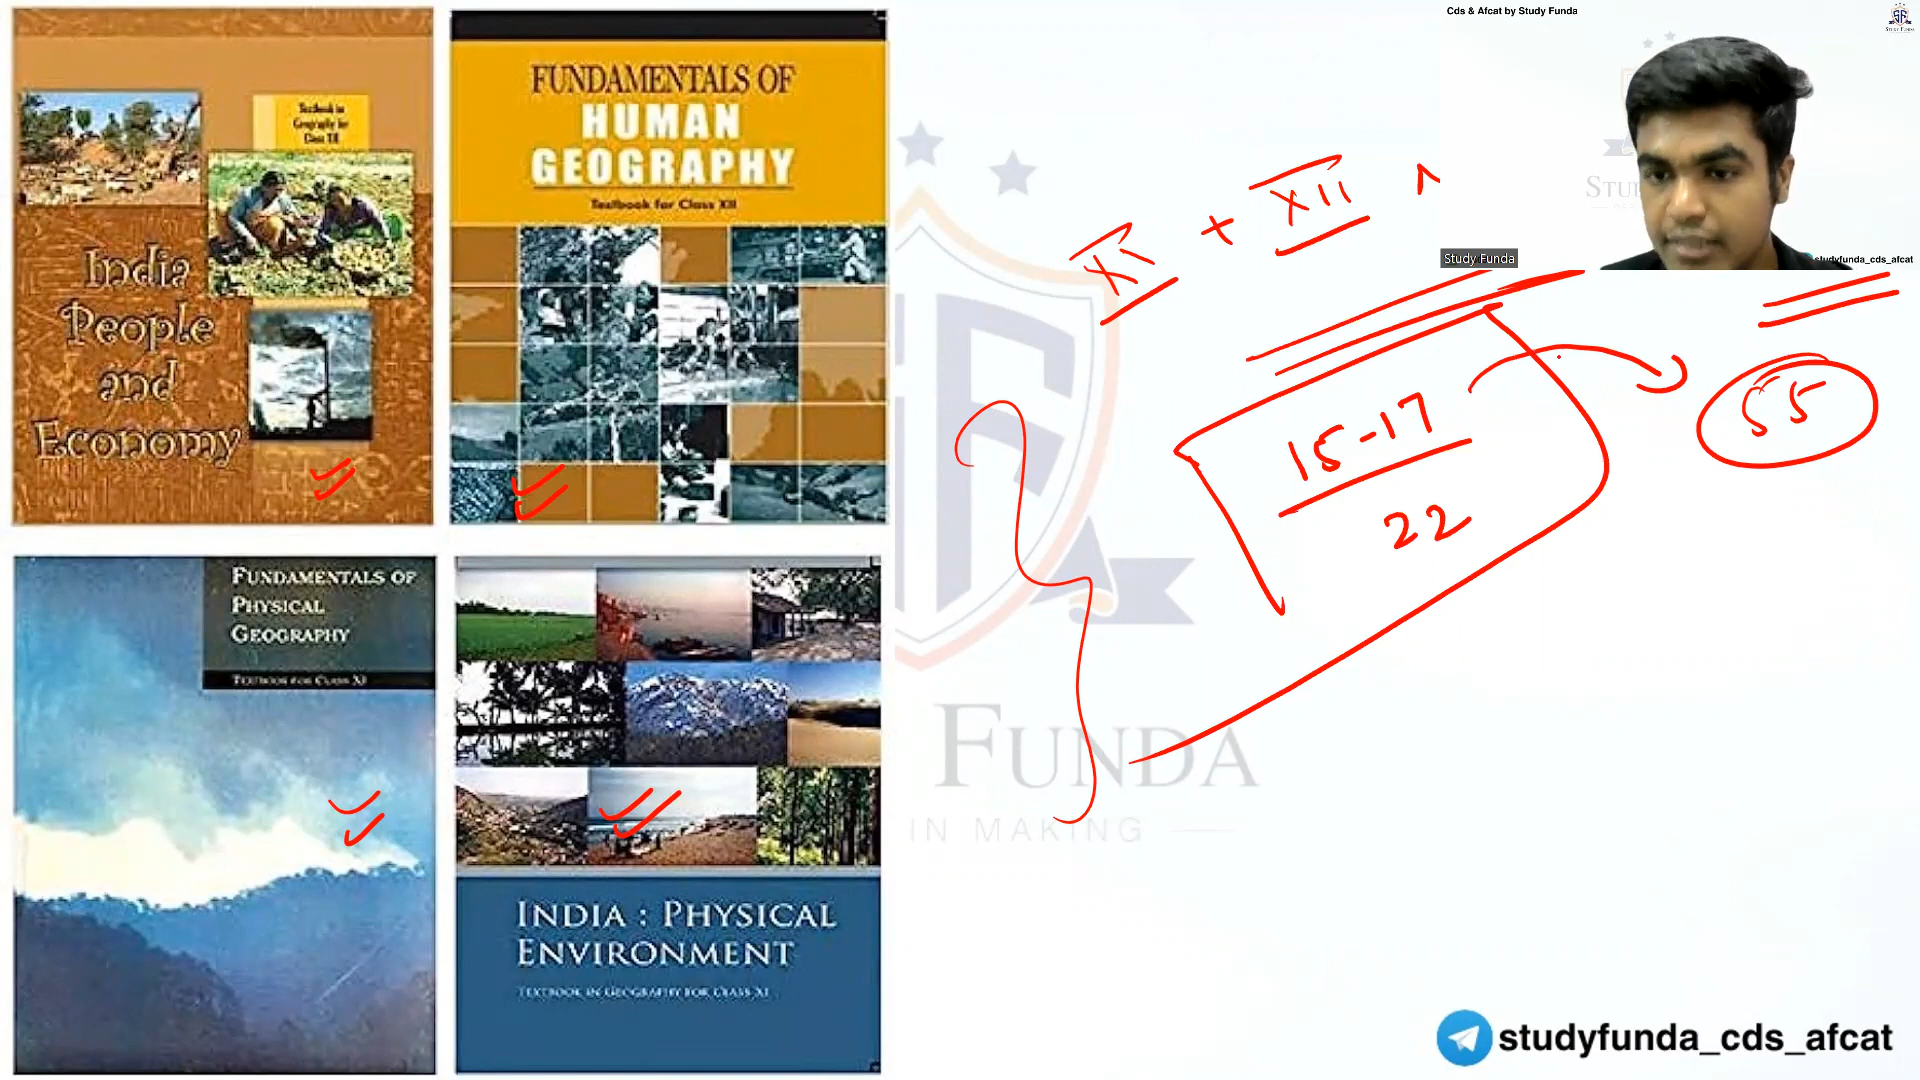 Textbook in
Geography for
Class XII
India
People
and
Economy
FUNDAMENTALS OF
HUMAN
GEOGRAPHY
Textbook for Class XII
FUNDAMENTALS OF
PHYSICAL
GEOGRAPHY
TEXTBOOK FOR CLASS XI
INDIA : PHYSICAL
ENVIRONMENT
TEXTBOOK IN GEOGRAPHY FOR CLASS XI
XI + XII
15-17
22
55
FUNDA
IN MAKING
Cds & Afcat by Study Funda
STUDY FUNDA
Study Funda
studyfunda_cds_afcat
studyfunda_cds_afcat